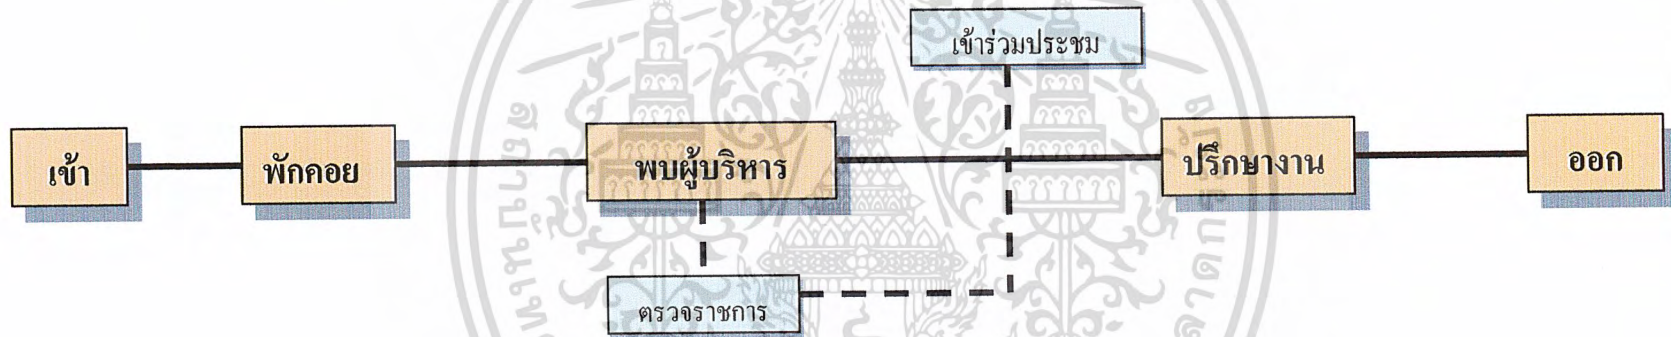 เข้าร่วมประชม
เข้า
พักคอย
พบผู้บริหาร
ปรึกษางาน
ออก
ตรวจราชการ